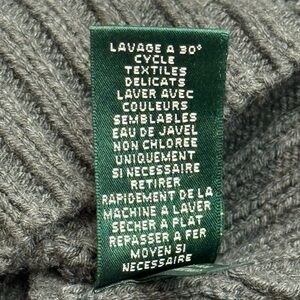 LAVAGE A 30°
CYCLE
TEXTILES
DELICATS
LAVER AVEC
COULEURS
SEMBLABLES
EAU DE JAVEL
NON CHLOREE
UNIQUEMENT
SI NECESSAIRE
RETIRER
RAPIDEMENT DE LA
MACHINE A LAVER
SECHER A PLAT
REPASSER A FER
MOYEN SI
NECESSAIRE